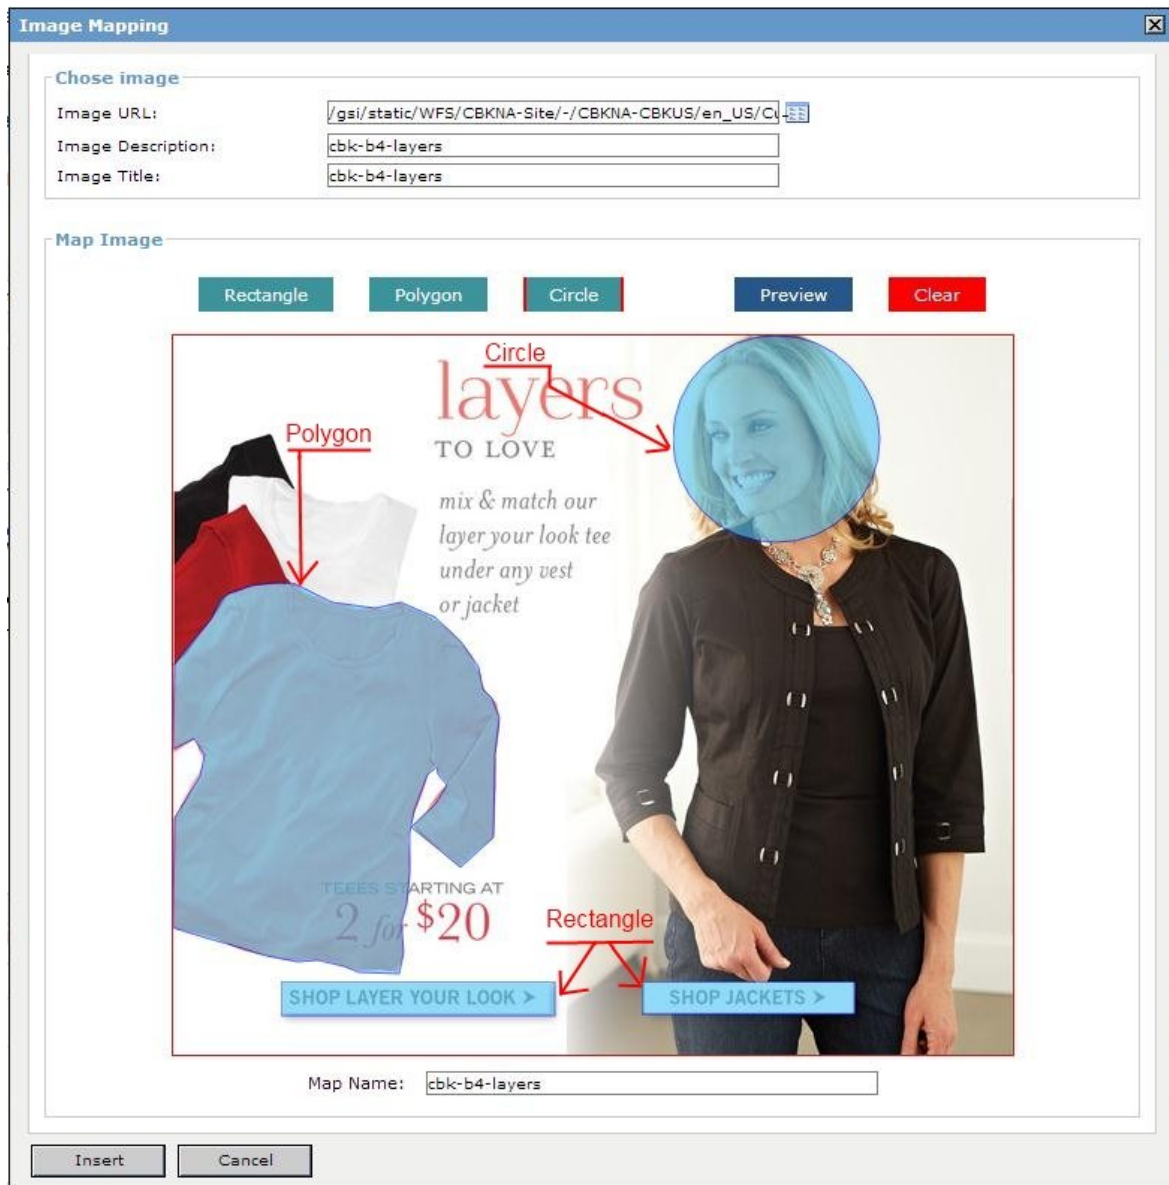 Image Mapping
Chose image
Image URL: /gsi/static/WFS/CBKNA-Site/-/CBKNA-CBKUS/en_US/Cu
Image Description: cbk-b4-layers
Image Title: cbk-b4-layers
Map Image
Rectangle Polygon Circle Preview Clear
Circle
layers
Polygon
TO LOVE
mix & match our
layer your look tee
under any vest
or jacket
TEEES STARTING AT
2 for $20
Rectangle
SHOP LAYER YOUR LOOK ➤
SHOP JACKETS ➤
Map Name: cbk-b4-layers
Insert Cancel